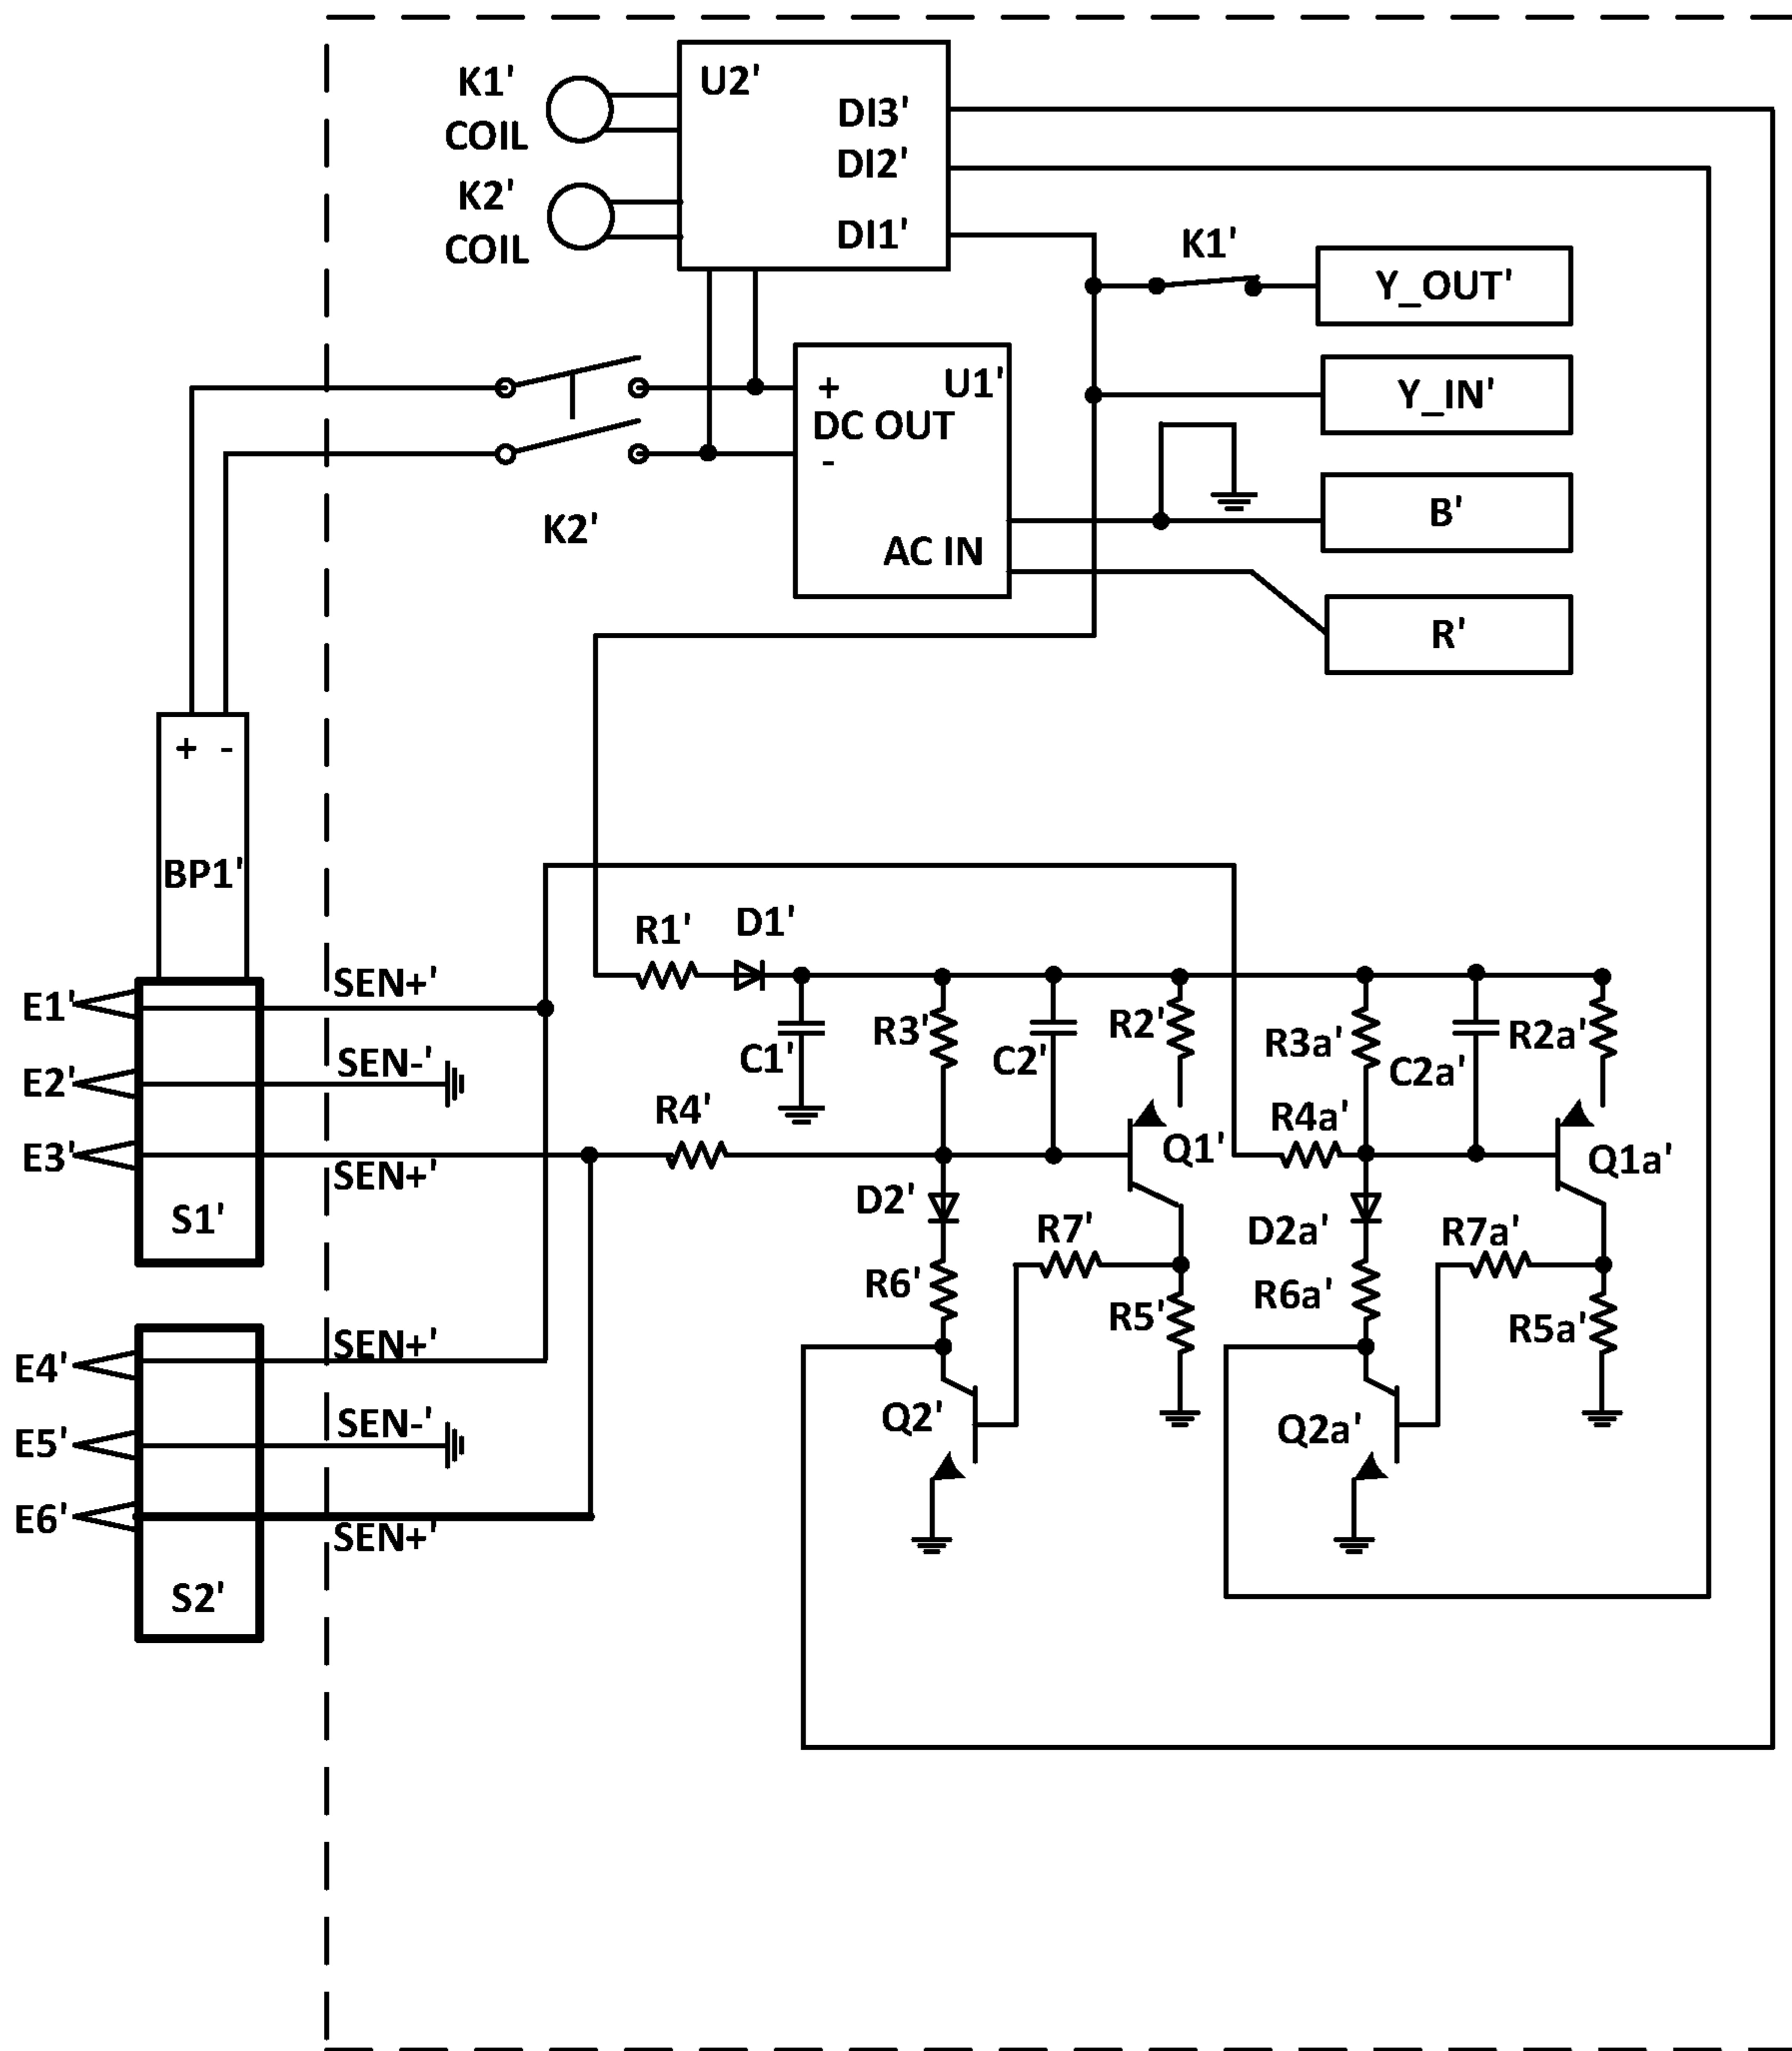 K1'
COIL
K2'
COIL
U2'
DI3'
DI2'
DI1'
K1'
Y_OUT'
Y_IN'
B'
R'
K2'
U1'
+
DC OUT
-
AC IN
+ -
BP1'
E1'
E2'
E3'
S1'
SEN+'
SEN-'
SEN+'
E4'
E5'
E6'
S2'
SEN+'
SEN-'
SEN+'
R1'
D1'
C1'
R3'
C2'
R2'
R3a'
C2a'
R2a'
R4'
Q1'
R4a'
Q1a'
D2'
R7'
D2a'
R7a'
R6'
R5'
R6a'
R5a'
Q2'
Q2a'